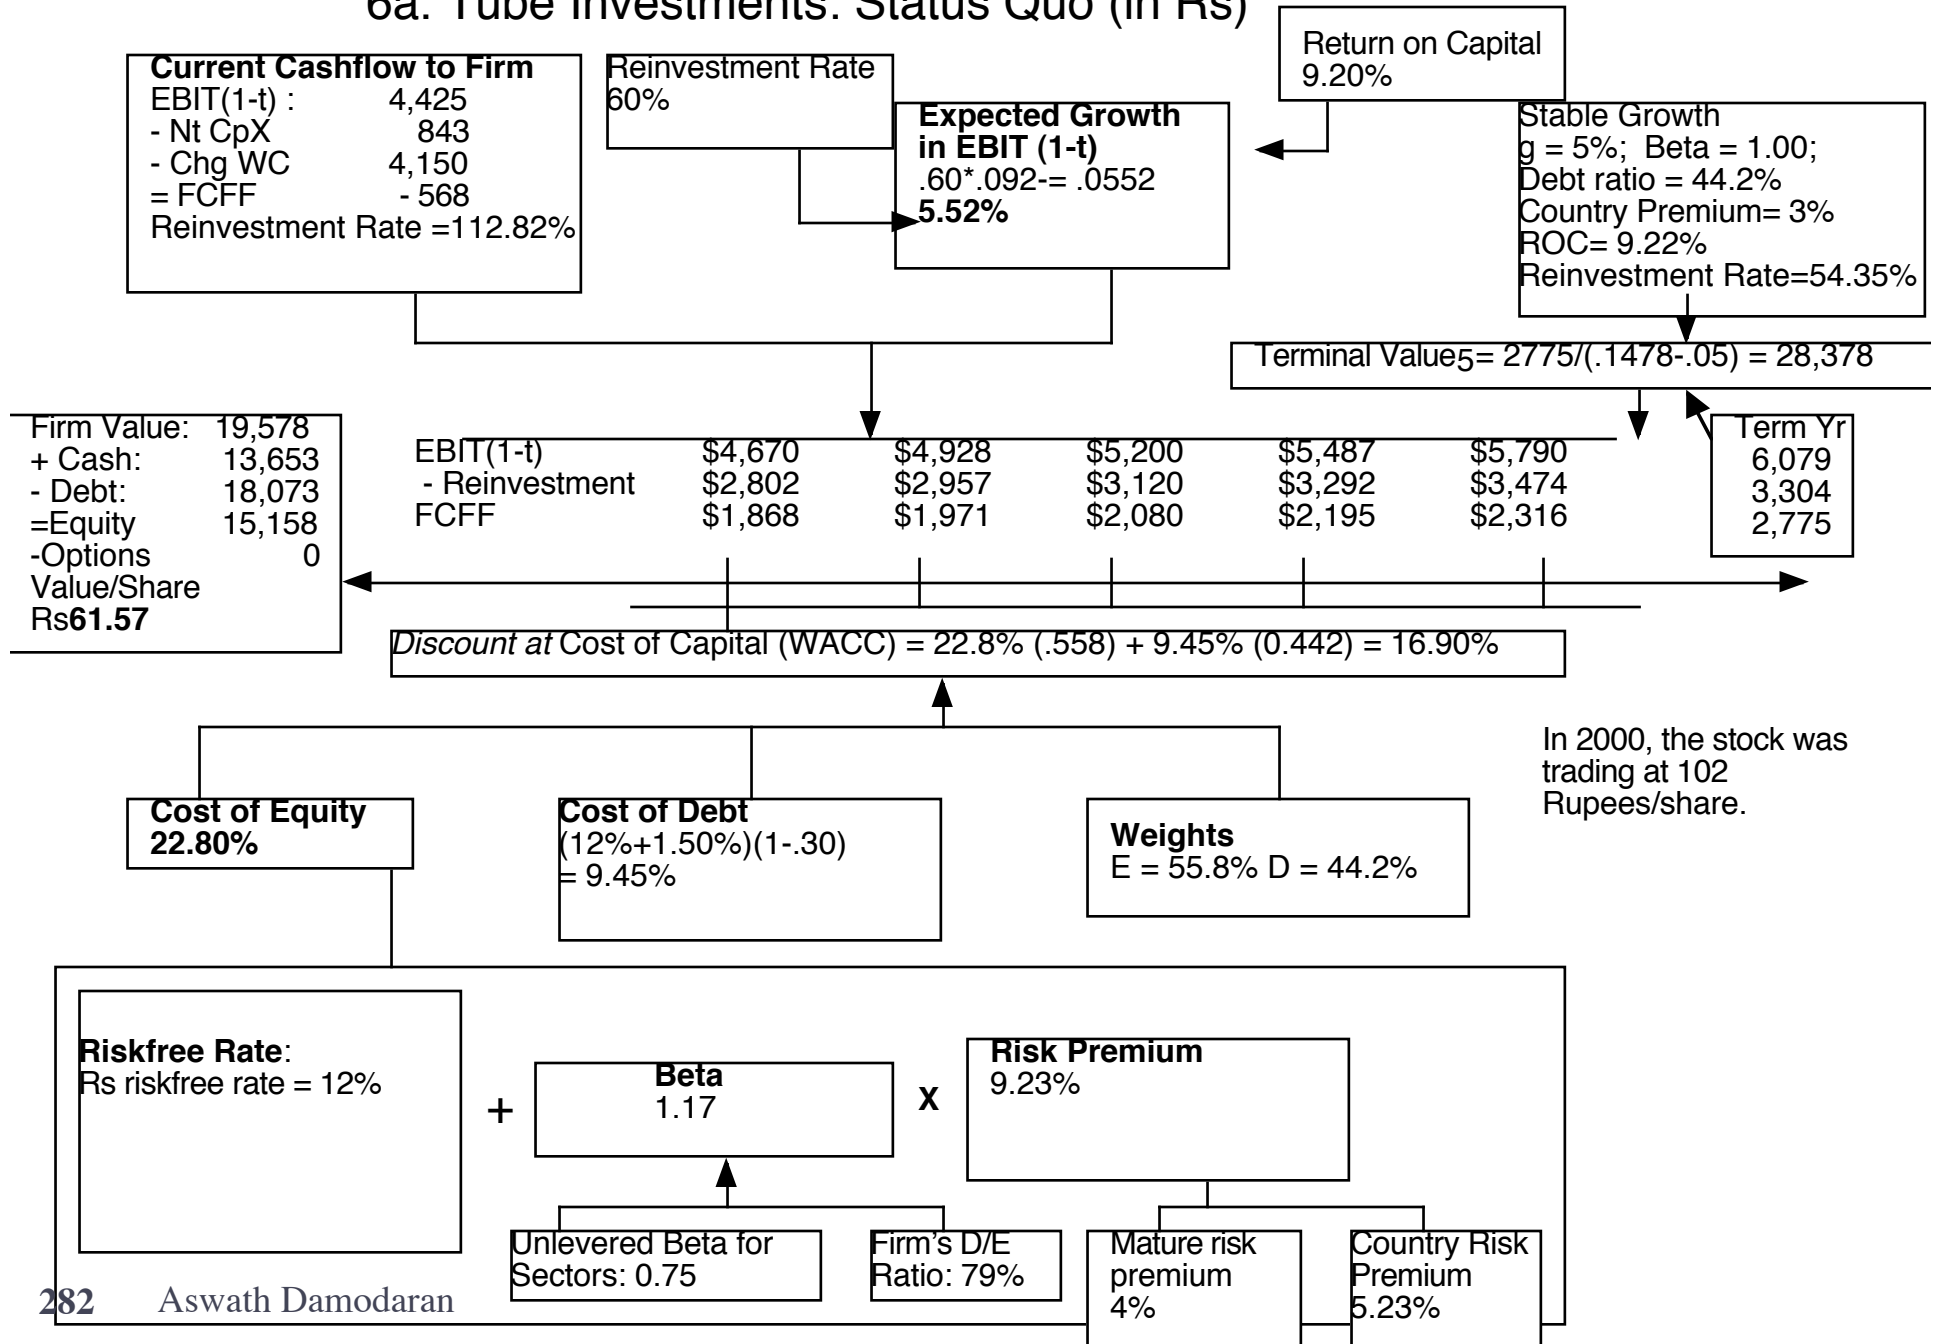 6a. Tube Investments: Status Quo (in Rs)
Return on Capital
9.20%
Current Cashflow to Firm
EBIT(1-t) : 4,425
- Nt CpX 843
- Chg WC 4,150
= FCFF - 568
Reinvestment Rate =112.82%
Reinvestment Rate
60%
Expected Growth
in EBIT (1-t)
.60*.092-= .0552
5.52%
Stable Growth
g = 5%; Beta = 1.00;
Debt ratio = 44.2%
Country Premium= 3%
ROC= 9.22%
Reinvestment Rate=54.35%
Terminal Value5= 2775/(.1478-.05) = 28,378
Firm Value: 19,578
+ Cash: 13,653
- Debt: 18,073
=Equity 15,158
-Options 0
Value/Share
Rs61.57
EBIT(1-t) $4,670 $4,928 $5,200 $5,487 $5,790
- Reinvestment $2,802 $2,957 $3,120 $3,292 $3,474
FCFF $1,868 $1,971 $2,080 $2,195 $2,316
Term Yr
6,079
3,304
2,775
Discount at Cost of Capital (WACC) = 22.8% (.558) + 9.45% (0.442) = 16.90%
In 2000, the stock was
trading at 102
Rupees/share.
Cost of Equity
22.80%
Cost of Debt
(12%+1.50%)(1-.30)
= 9.45%
Weights
E = 55.8% D = 44.2%
Riskfree Rate:
Rs riskfree rate = 12%
+
Beta
1.17
X
Risk Premium
9.23%
Unlevered Beta for
Sectors: 0.75
Firm's D/E
Ratio: 79%
Mature risk
premium
4%
Country Risk
Premium
5.23%
282 Aswath Damodaran